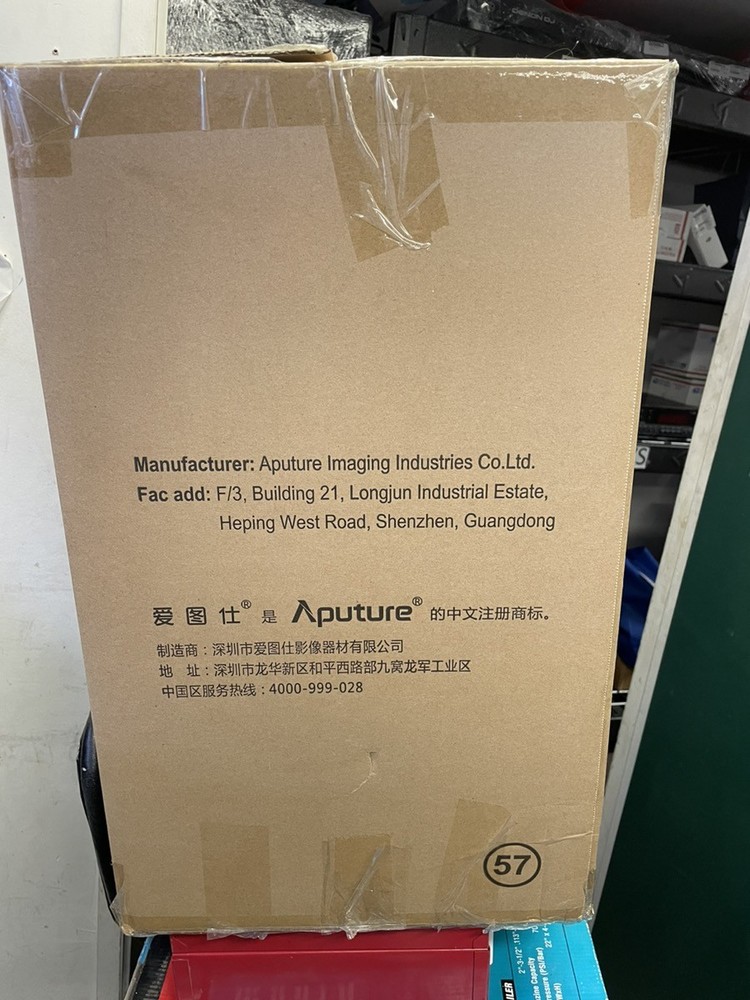 Manufacturer: Aputure Imaging Industries Co.Ltd.
Fac add: F/3, Building 21, Longjun Industrial Estate,
Heping West Road, Shenzhen, Guangdong
爱图仕® 是 Aputure® 的中文注册商标。
制造商：深圳市爱图仕影像器材有限公司
地 址：深圳市龙华新区和平西路部九窝龙军工业区
中国区服务热线：4000-999-028
57